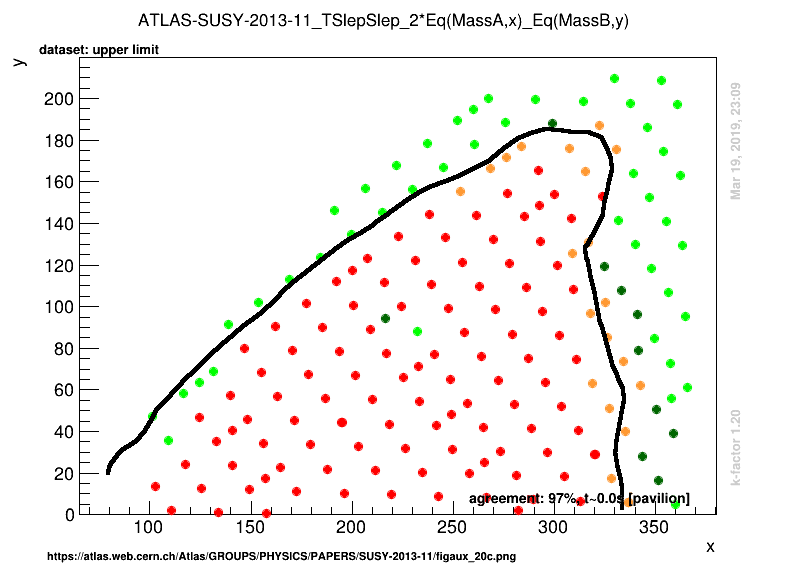 ATLAS-SUSY-2013-11_TSlepSlep_2*Eq(MassA,x)_Eq(MassB,y)
dataset: upper limit
y
200
180
160
140
120
100
80
60
40
20
0
100
150
200
250
300
350
x
agreement: 97%, t~0.0s [pavilion]
Mar 19, 2019, 23:09
k-factor 1.20
https://atlas.web.cern.ch/Atlas/GROUPS/PHYSICS/PAPERS/SUSY-2013-11/figaux_20c.png